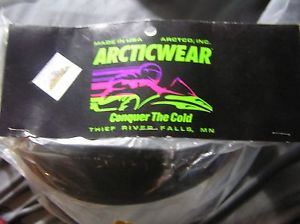 MADE IN USA ARCTCO, INC.
ARCTICWEAR
Conquer The Cold
THIEF RIVER FALLS, MN